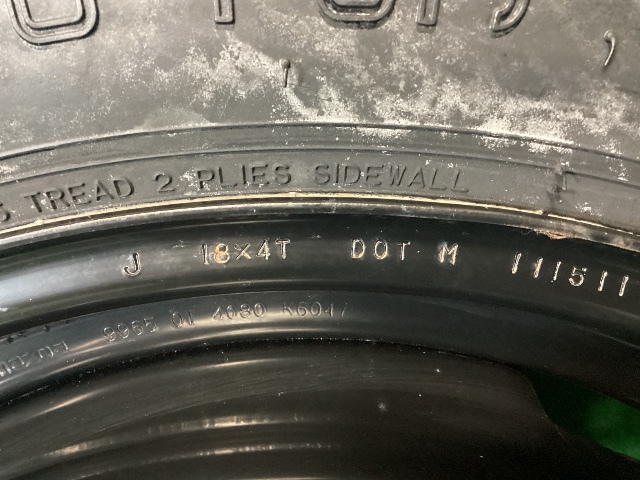 TREAD 2 PLIES SIDEWALL
J 18×4T DOT M 111511
9965 01 4080 K6047